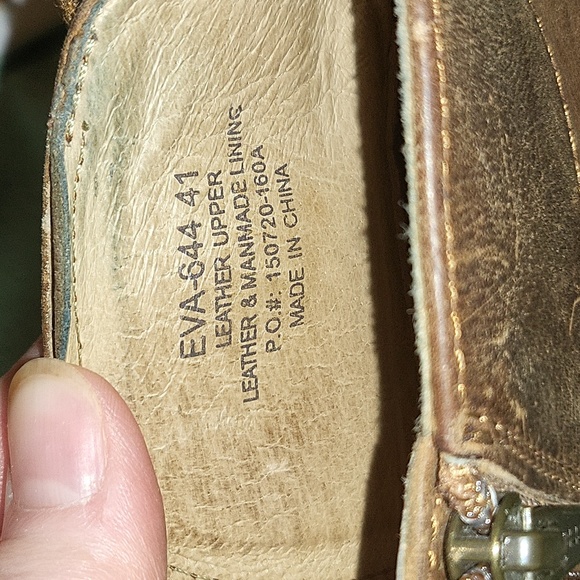 EVA-644 41
LEATHER UPPER
LEATHER & MANMADE LINING
P.O.#: 150720-160A
MADE IN CHINA